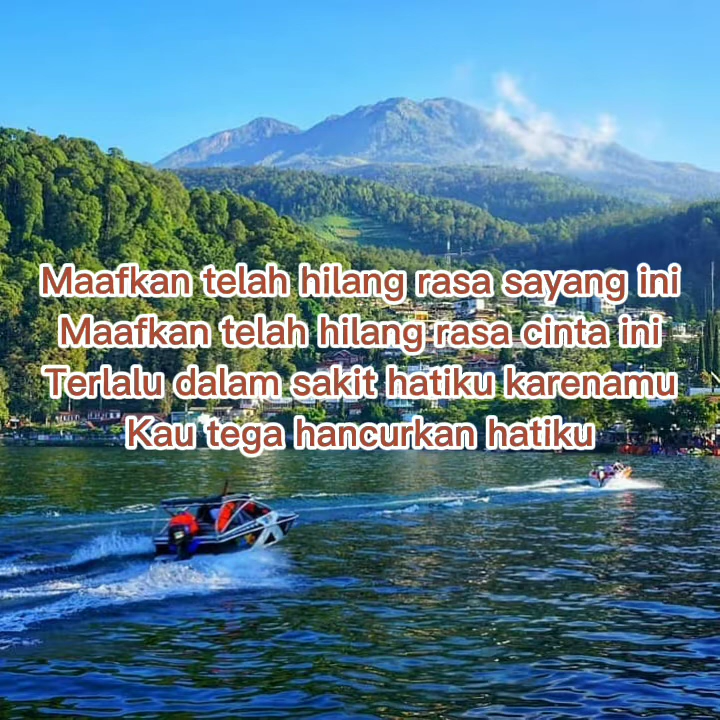 Maafkan telah hilang rasa sayang ini
Maafkan telah hilang rasa cinta ini
Terlalu dalam sakit hatiku karenamu
Kau tega hancurkan hatiku